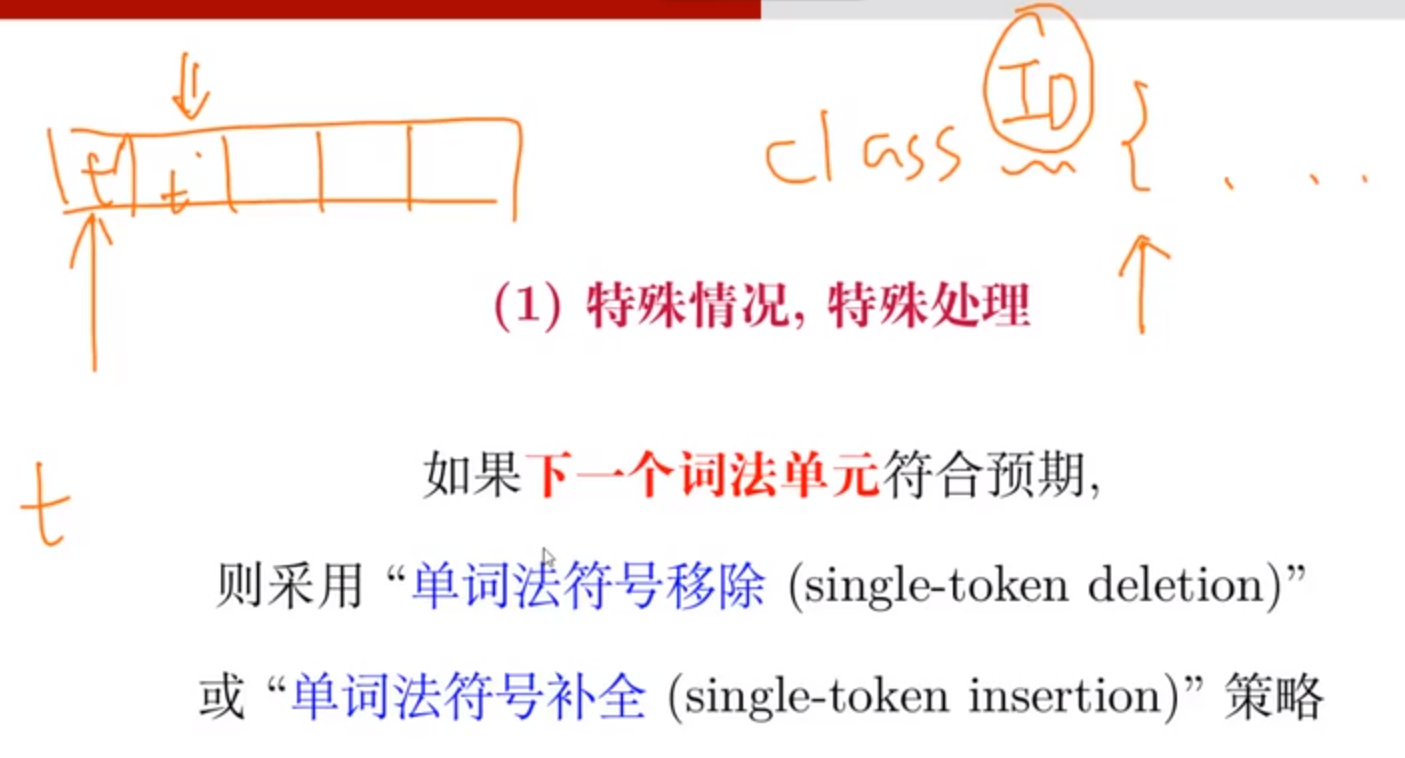 class ID { . . .
t
(1) 特殊情况, 特殊处理
如果下一个词法单元符合预期,
t
则采用 “单词法符号移除 (single-token deletion)”
或 “单词法符号补全 (single-token insertion)” 策略